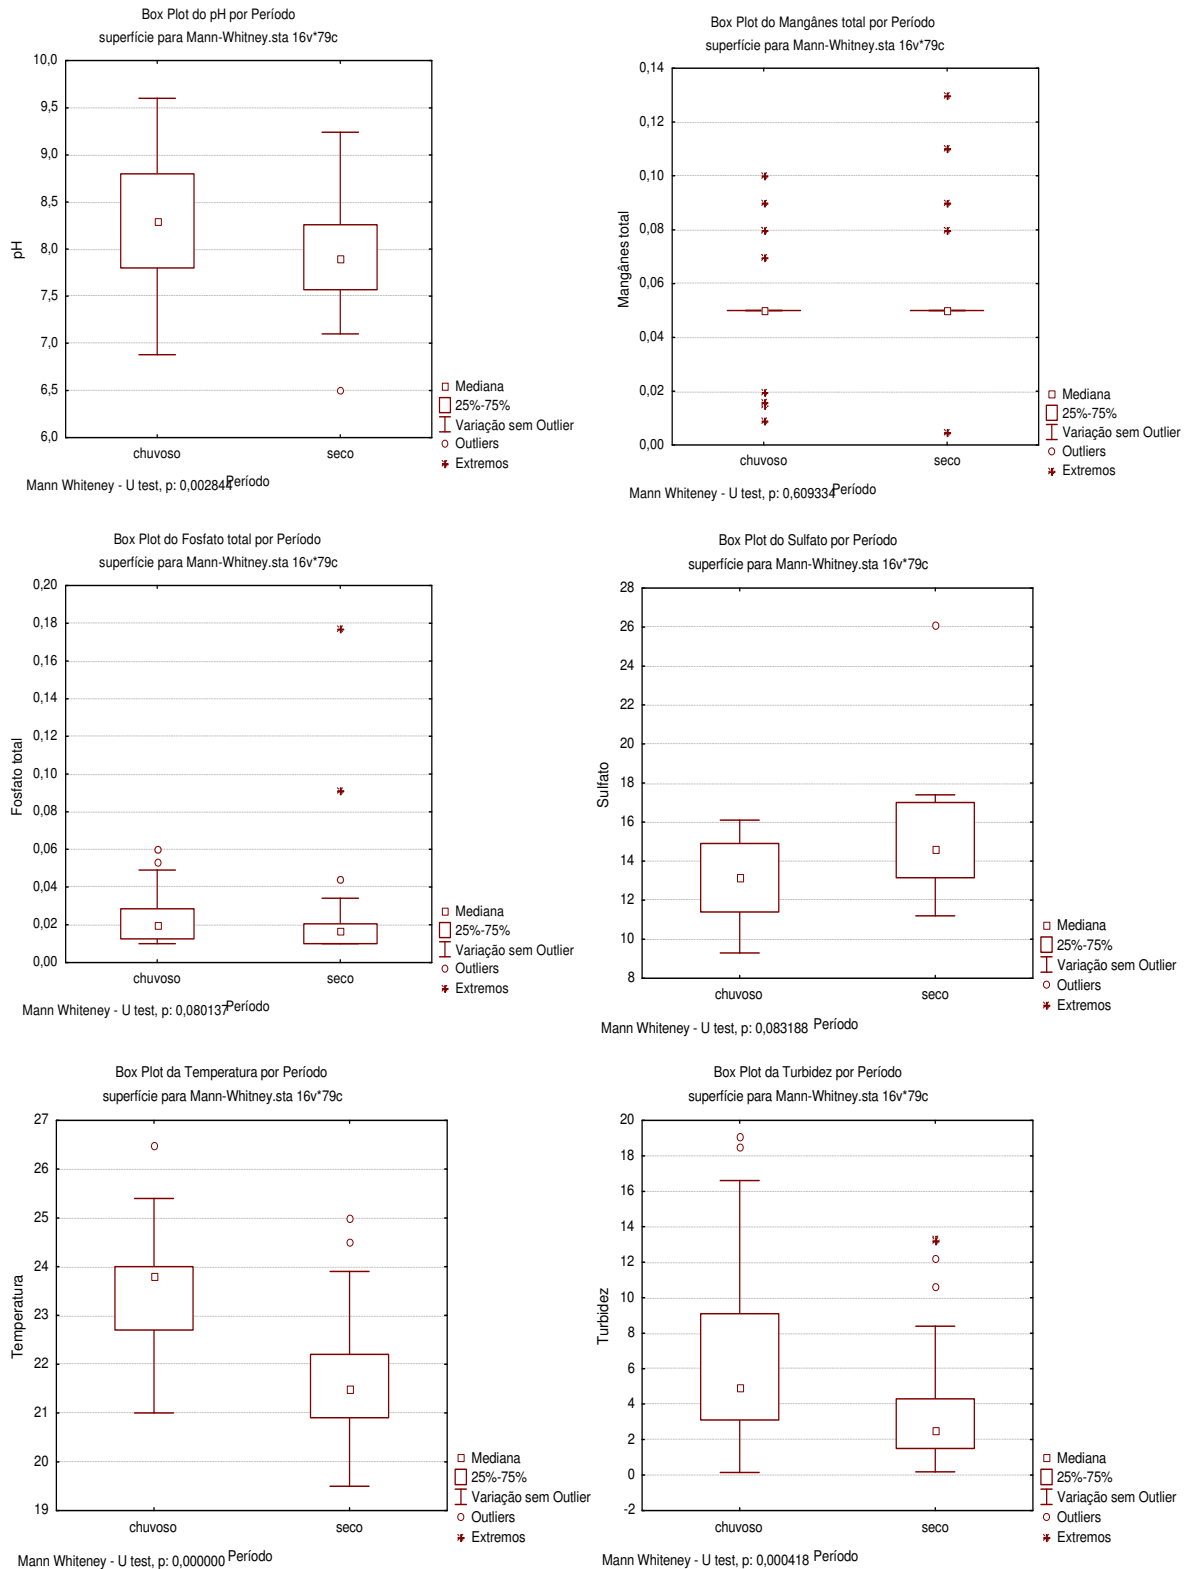 Box Plot do pH por Período
superfície para Mann-Whitney.sta 16v*79c
10,0
9,5
9,0
8,5
8,0
7,5
7,0
6,5
6,0
pH
chuvoso
seco
Período
Mediana
25%-75%
Variação sem Outlier
Outliers
Extremos
Mann Whiteney - U test, p: 0,002844
Box Plot do Mangânes total por Período
superfície para Mann-Whitney.sta 16v*79c
0,14
0,12
0,10
0,08
0,06
0,04
0,02
0,00
Mangânes total
chuvoso
seco
Período
Mediana
25%-75%
Variação sem Outlier
Outliers
Extremos
Mann Whiteney - U test, p: 0,609334
Box Plot do Fosfato total por Período
superfície para Mann-Whitney.sta 16v*79c
0,20
0,18
0,16
0,14
0,12
0,10
0,08
0,06
0,04
0,02
0,00
Fosfato total
chuvoso
seco
Período
Mediana
25%-75%
Variação sem Outlier
Outliers
Extremos
Mann Whiteney - U test, p: 0,080137
Box Plot do Sulfato por Período
superfície para Mann-Whitney.sta 16v*79c
28
26
24
22
20
18
16
14
12
10
8
Sulfato
chuvoso
seco
Período
Mediana
25%-75%
Variação sem Outlier
Outliers
Extremos
Mann Whiteney - U test, p: 0,083188
Box Plot da Temperatura por Período
superfície para Mann-Whitney.sta 16v*79c
27
26
25
24
23
22
21
20
19
Temperatura
chuvoso
seco
Período
Mediana
25%-75%
Variação sem Outlier
Outliers
Extremos
Mann Whiteney - U test, p: 0,000000
Box Plot da Turbidez por Período
superfície para Mann-Whitney.sta 16v*79c
20
18
16
14
12
10
8
6
4
2
0
-2
Turbidez
chuvoso
seco
Período
Mediana
25%-75%
Variação sem Outlier
Outliers
Extremos
Mann Whiteney - U test, p: 0,000418